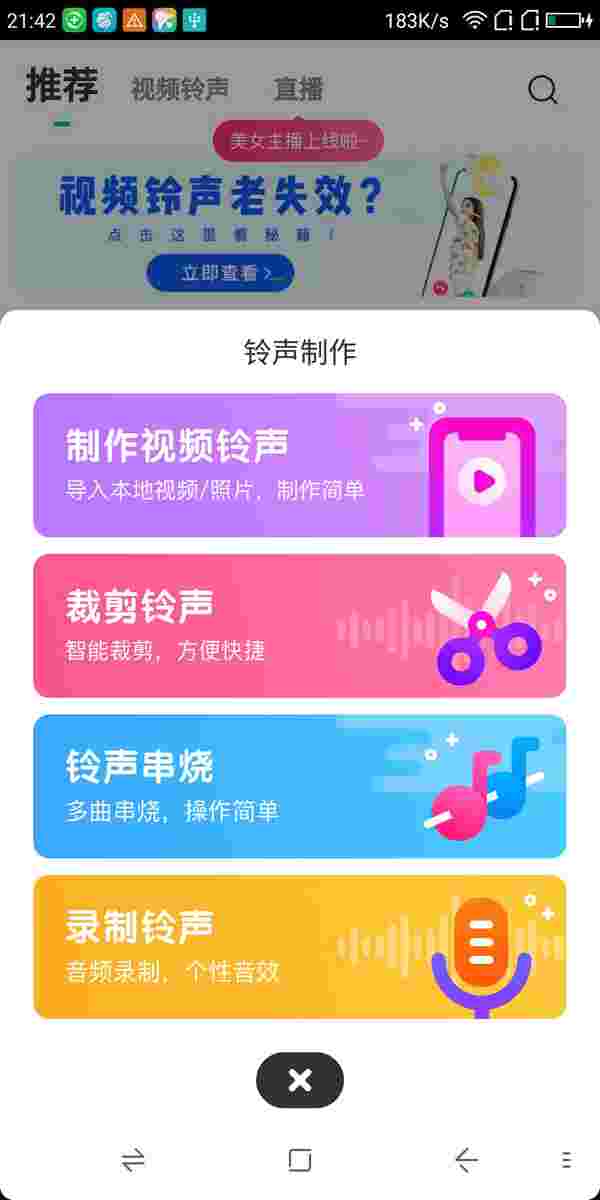 21:42
183K/s
推荐
视频铃声
直播
美女主播上线啦~
视频铃声老失效?
点击这里看秘籍!
立即查看>
铃声制作
制作视频铃声
导入本地视频/照片，制作简单
裁剪铃声
智能裁剪，方便快捷
铃声串烧
多曲串烧，操作简单
录制铃声
音频录制，个性音效